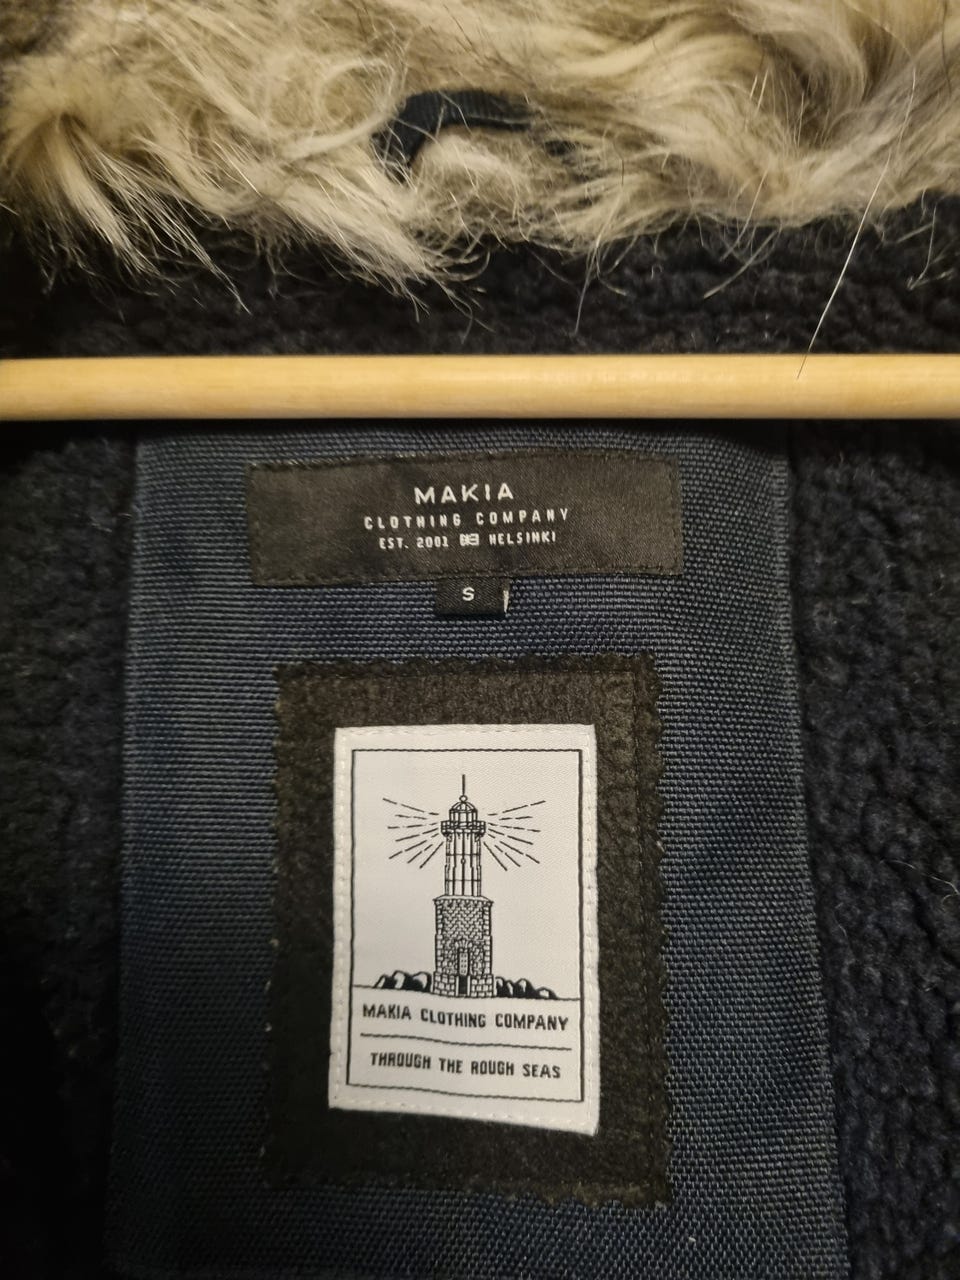 MAKIA
CLOTHING COMPANY
EST. 2001 HELSINKI
S
MAKIA CLOTHING COMPANY
THROUGH THE ROUGH SEAS